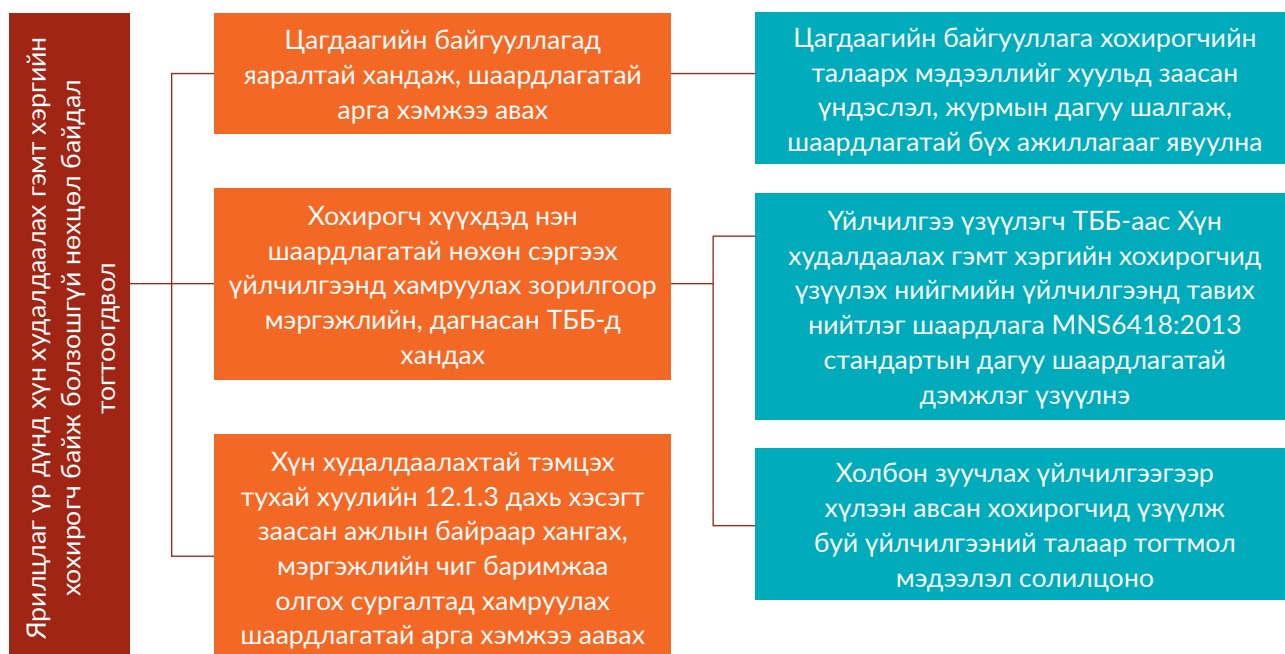 Ярилцлаг үр дүнд хүн худалдаалах гэмт хэргийн
хохирогч байж болзошгүй нөхцөл байдал
тогтоогдвол
Цагдаагийн байгууллагад
яаралтай хандаж, шаардлагатай
арга хэмжээ авах
Цагдаагийн байгууллага хохирогчийн
талаарх мэдээллийг хуульд заасан
үндэслэл, журмын дагуу шалгаж,
шаардлагатай бүх ажиллагааг явуулна
Хохирогч хүүхдэд нэн
шаардлагатай нөхөн сэргээх
үйлчилгээнд хамруулах зорилгоор
мэргэжлийн, дагнасан ТББ-д
хандах
Үйлчилгээ үзүүлэгч ТББ-аас Хүн
худалдаалах гэмт хэргийн хохирогчид
үзүүлэх нийгмийн үйлчилгээнд тавих
нийтлэг шаардлага MNS6418:2013
стандартын дагуу шаардлагатай
дэмжлэг үзүүлнэ
Хүн худалдаалахтай тэмцэх
тухай хуулийн 12.1.3 дахь хэсэгт
заасан ажлын байраар хангах,
мэргэжлийн чиг баримжаа
олгох сургалтад хамруулах
шаардлагатай арга хэмжээ аавах
Холбон зуучлах үйлчилгээгээр
хүлээн авсан хохирогчид үзүүлж
буй үйлчилгээний талаар тогтмол
мэдээлэл солилцоно